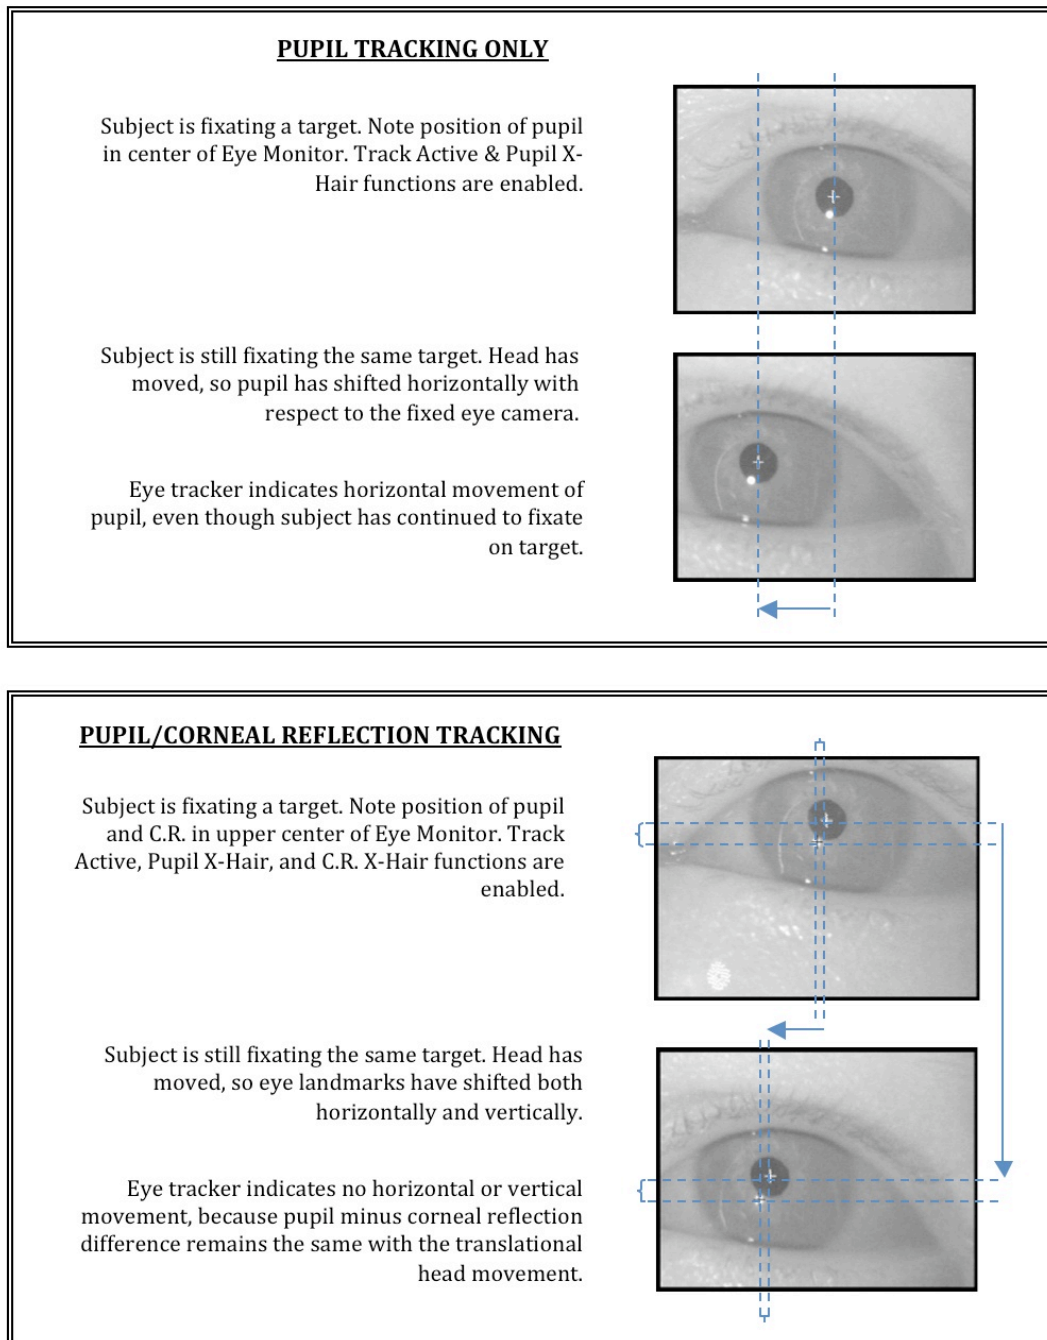 PUPIL TRACKING ONLY
Subject is fixating a target. Note position of pupil
in center of Eye Monitor. Track Active & Pupil X-
Hair functions are enabled.
Subject is still fixating the same target. Head has
moved, so pupil has shifted horizontally with
respect to the fixed eye camera.
Eye tracker indicates horizontal movement of
pupil, even though subject has continued to fixate
on target.
PUPIL/CORNEAL REFLECTION TRACKING
Subject is fixating a target. Note position of pupil
and C.R. in upper center of Eye Monitor. Track
Active, Pupil X-Hair, and C.R. X-Hair functions are
enabled.
Subject is still fixating the same target. Head has
moved, so eye landmarks have shifted both
horizontally and vertically.
Eye tracker indicates no horizontal or vertical
movement, because pupil minus corneal reflection
difference remains the same with the translational
head movement.